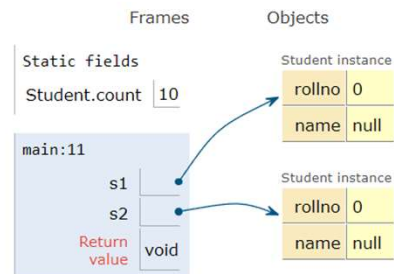 Frames Objects
Static fields
Student.count 10
Student instance
rollno 0
name null
main:11
s1
s2
Return
value void
Student instance
rollno 0
name null